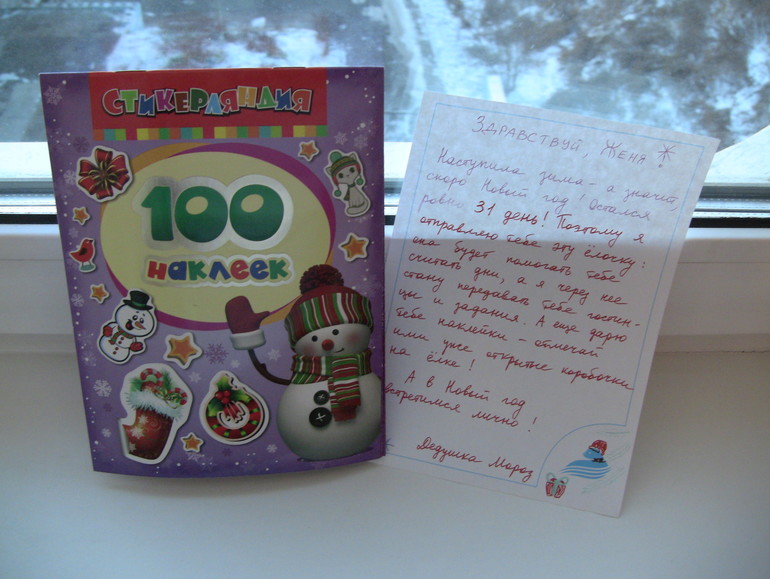 СТИКЕРЛЯНДИЯ
100
наклеек
ЗДРАВСТВУЙ, ЖЕНЯ!
Наступила зима - а значит,
скоро Новый год! Остался
ровно 31 день! Поэтому я
отправляю тебе эту ёлочку:
она будет помогать тебе
считать дни, а я через нее
стану передавать тебе гостин-
цы и задания. А еще дарю
тебе наклейки - отмечай
ими уже открытые коробочки
на ёлке!
А в Новый год
встретимся лично!
Дедушка Мороз